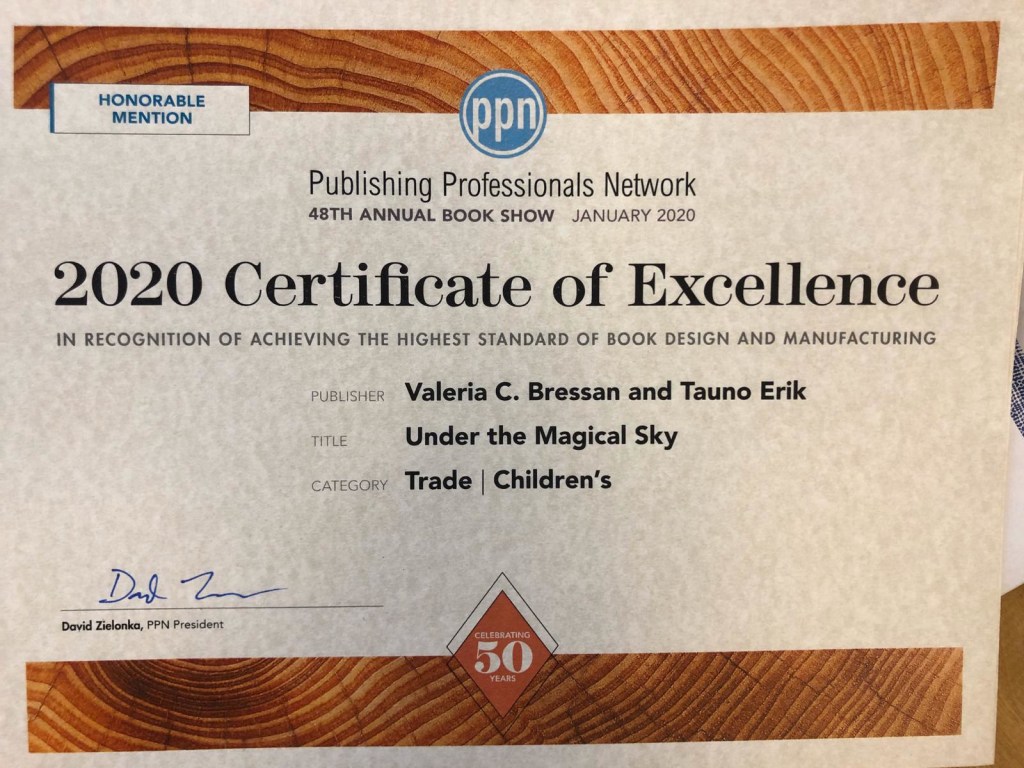 HONORABLE
MENTION
ppn
Publishing Professionals Network
48TH ANNUAL BOOK SHOW JANUARY 2020
2020 Certificate of Excellence
IN RECOGNITION OF ACHIEVING THE HIGHEST STANDARD OF BOOK DESIGN AND MANUFACTURING
PUBLISHER Valeria C. Bressan and Tauno Erik
TITLE Under the Magical Sky
CATEGORY Trade | Children's
David Zielonka, PPN President
CELEBRATING
50
YEARS